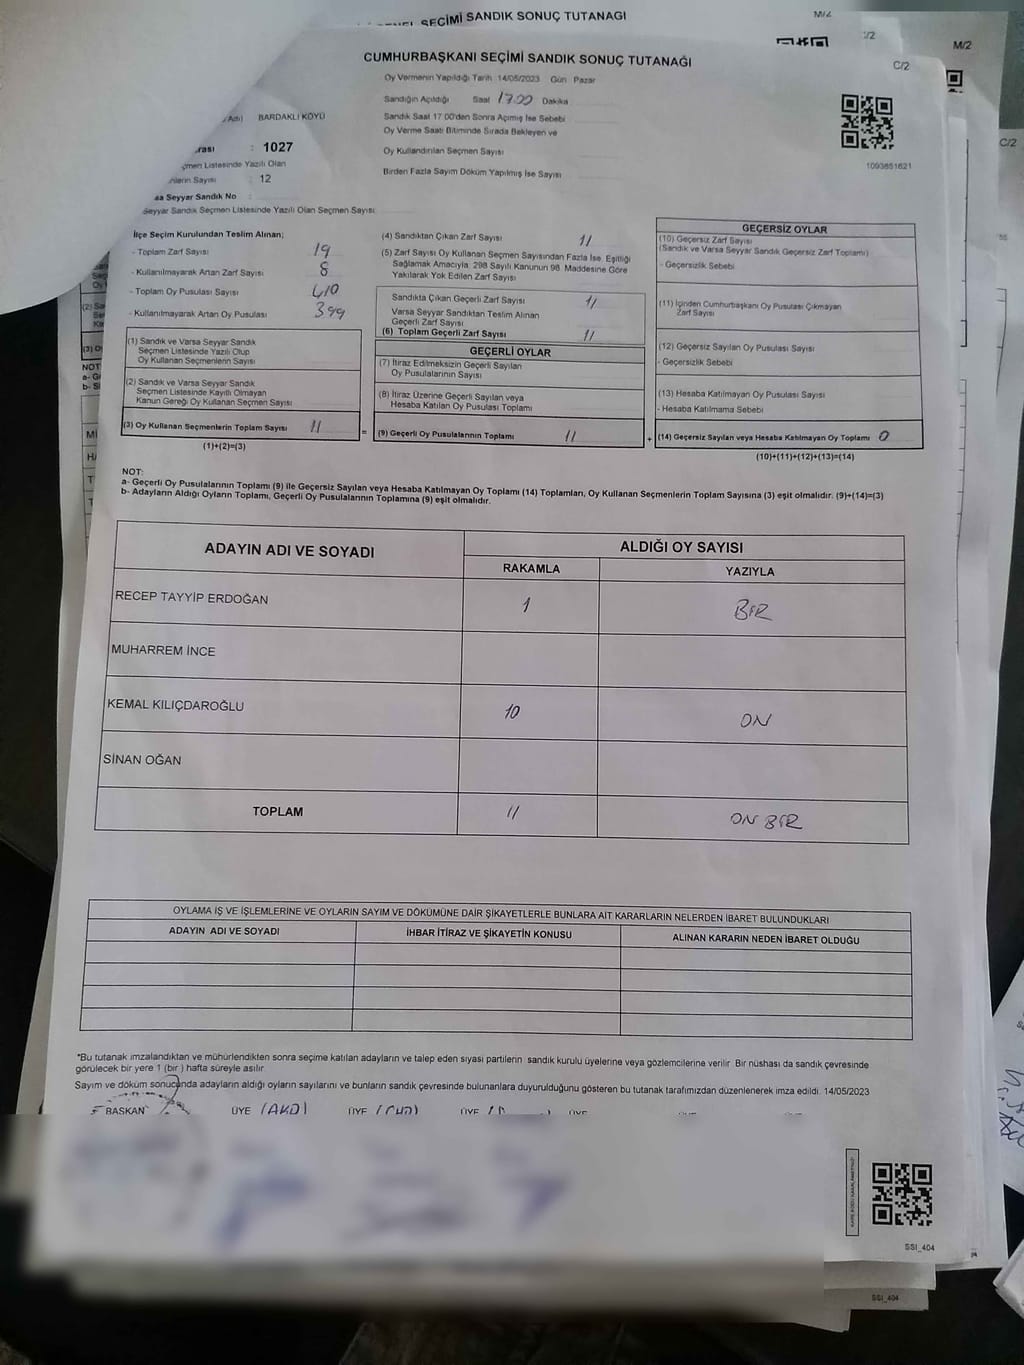 SEÇİMİ SANDIK SONUÇ TUTANAGI
M/2
/2
M/2
C/2
CUMHURBAŞKANI SEÇİMİ SANDIK SONUÇ TUTANAĞI
C/2
Oy Vermenin Yapıldığı Tarih 14/05/2023 Gün Pazar
Sandığın Açıldığı Saat 17.00 Dakika
Sandık Saat 17 00'den Sonra Açımış İse Sebebi
Oy Verme Saati Bitiminde Sırada Bekleyen ve
Oy Kullandırılan Seçmen Sayısı
Birden Fazla Sayım Döküm Yapılmış İse Sayısı
1093851621
Adı) BARDAKLI KÖYÜ
rası : 1027
çmen Listesinde Yazılı Olan
nlerin Sayısı : 12
sa Seyyar Sandık No
Seyyar Sandık Seçmen Listesinde Yazılı Olan Seçmen Sayısı
İlçe Seçim Kurulundan Teslim Alınan;
- Toplam Zarf Sayısı 19
- Kullanılmayarak Artan Zarf Sayısı 8
- Toplam Oy Pusulası Sayısı 410
- Kullanılmayarak Artan Oy Pusulası 399
(1) Sandık ve Varsa Seyyar Sandık
Seçmen Listesinde Yazılı Olup
Oy Kullanan Seçmenlerin Sayısı
(2) Sandık ve Varsa Seyyar Sandık
Seçmen Listesinde Kayıtlı Olmayan
Kanun Gereği Oy Kullanan Seçmen Sayısı
(3) Oy Kullanan Seçmenlerin Toplam Sayısı 11
(1)+(2)=(3)
=
(4) Sandıktan Çıkan Zarf Sayısı 11
(5) Zarf Sayısı Oy Kullanan Seçmen Sayısından Fazla İse, Eşitliği
Sağlamak Amacıyla, 298 Sayılı Kanunun 98. Maddesine Göre
Yakılarak Yok Edilen Zarf Sayısı
Sandıkta Çıkan Geçerli Zarf Sayısı 11
Varsa Seyyar Sandıktan Teslim Alınan
Geçerli Zarf Sayısı
(6) Toplam Geçerli Zarf Sayısı 11
GEÇERLİ OYLAR
(7) İtiraz Edilmeksizin Geçerli Sayılan
Oy Pusulalarının Sayısı
(8) İtiraz Üzerine Geçerli Sayılan veya
Hesaba Katılan Oy Pusulası Toplamı
(9) Geçerli Oy Pusulalarının Toplamı 11
+
GEÇERSİZ OYLAR
(10) Geçersiz Zarf Sayısı
(Sandık ve Varsa Seyyar Sandık Geçersiz Zarf Toplamı)
- Geçersizlik Sebebi
(11) İçinden Cumhurbaşkanı Oy Pusulası Çıkmayan
Zarf Sayısı
(12) Geçersiz Sayılan Oy Pusulası Sayısı
- Geçersizlik Sebebi
(13) Hesaba Katılmayan Oy Pusulası Sayısı
- Hesaba Katılmama Sebebi
(14) Geçersiz Sayılan veya Hesaba Katılmayan Oy Toplamı 0
(10)+(11)+(12)+(13)=(14)
NOT:
a- Geçerli Oy Pusulalarının Toplamı (9) ile Geçersiz Sayılan veya Hesaba Katılmayan Oy Toplamı (14) Toplamları, Oy Kullanan Seçmenlerin Toplam Sayısına (3) eşit olmalıdır. (9)+(14)=(3)
b- Adayların Aldığı Oyların Toplamı, Geçerli Oy Pusulalarının Toplamına (9) eşit olmalıdır.
ADAYIN ADI VE SOYADI
ALDIĞI OY SAYISI
RAKAMLA
YAZIYLA
RECEP TAYYİP ERDOĞAN 1 BİR
MUHARREM İNCE
KEMAL KILIÇDAROĞLU 10 ON
SİNAN OĞAN
TOPLAM 11 ON BİR
OYLAMA İŞ VE İŞLEMLERİNE VE OYLARIN SAYIM VE DÖKÜMÜNE DAİR ŞİKAYETLERLE BUNLARA AİT KARARLARIN NELERDEN İBARET BULUNDUKLARI
ADAYIN ADI VE SOYADI
İHBAR İTİRAZ VE ŞİKAYETİN KONUSU
ALINAN KARARIN NEDEN İBARET OLDUĞU
*Bu tutanak imzalandıktan ve mühürlendikten sonra seçime katılan adayların ve talep eden siyasi partilerin sandık kurulu üyelerine veya gözlemcilerine verilir Bir nüshası da sandık çevresinde
görülecek bir yere 1 (bir ) hafta süreyle asılır
Sayım ve döküm sonucunda adayların aldığı oyların sayılarını ve bunların sandık çevresinde bulunanlara duyurulduğunu gösteren bu tutanak tarafımızdan düzenlenerek imza edildi. 14/05/2023
BAŞKAN ÜYE (AKP) ÜYE (CHP) ÜYE ÜYE
SSI_404
SSI_404